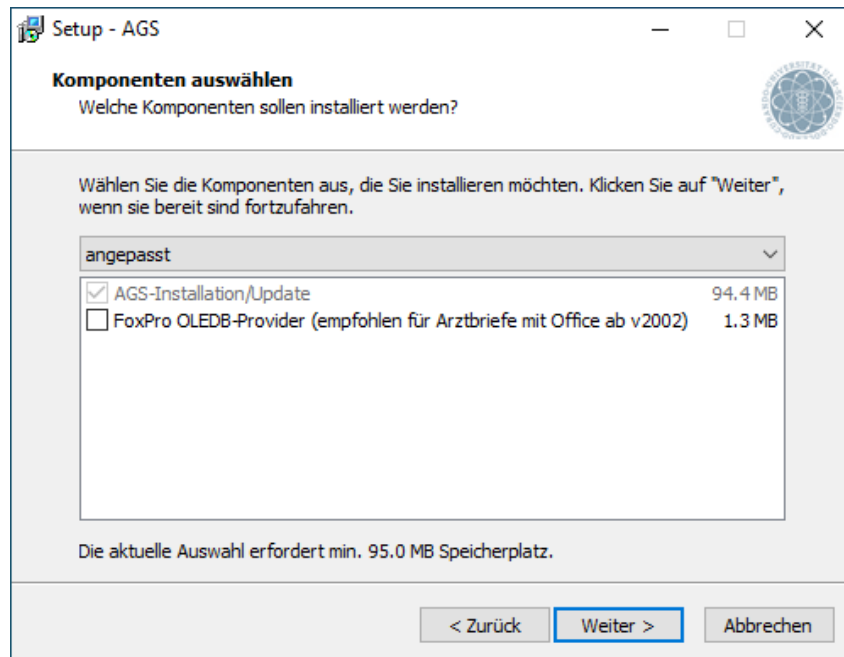 Setup - AGS
Komponenten auswählen
Welche Komponenten sollen installiert werden?
Wählen Sie die Komponenten aus, die Sie installieren möchten. Klicken Sie auf "Weiter",
wenn sie bereit sind fortzufahren.
angepasst
AGS-Installation/Update 94.4 MB
FoxPro OLEDB-Provider (empfohlen für Arztbriefe mit Office ab v2002) 1.3 MB
Die aktuelle Auswahl erfordert min. 95.0 MB Speicherplatz.
< Zurück Weiter > Abbrechen